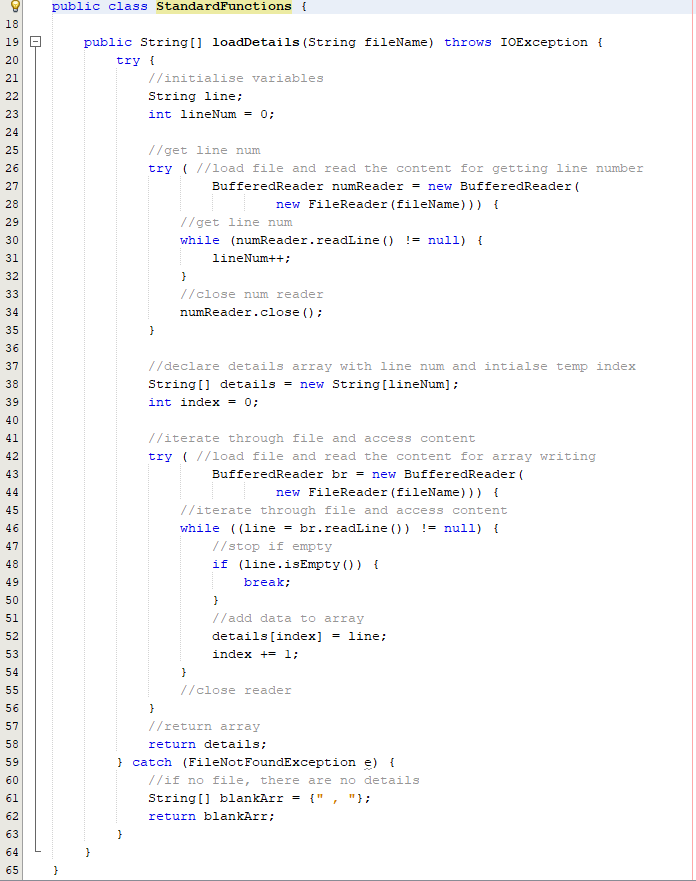 public class StandardFunctions {
18
19 public String[] loadDetails(String fileName) throws IOException {
20 try {
21 //initialise variables
22 String line;
23 int lineNum = 0;
24
25 //get line num
26 try ( //load file and read the content for getting line number
27 BufferedReader numReader = new BufferedReader(
28 new FileReader(fileName))) {
29 //get line num
30 while (numReader.readLine() != null) {
31 lineNum++;
32 }
33 //close num reader
34 numReader.close();
35 }
36
37 //declare details array with line num and intialse temp index
38 String[] details = new String[lineNum];
39 int index = 0;
40
41 //iterate through file and access content
42 try ( //load file and read the content for array writing
43 BufferedReader br = new BufferedReader(
44 new FileReader(fileName))) {
45 //iterate through file and access content
46 while ((line = br.readLine()) != null) {
47 //stop if empty
48 if (line.isEmpty()) {
49 break;
50 }
51 //add data to array
52 details[index] = line;
53 index += 1;
54 }
55 //close reader
56 }
57 //return array
58 return details;
59 } catch (FileNotFoundException e) {
60 //if no file, there are no details
61 String[] blankArr = {" , "};
62 return blankArr;
63 }
64 }
65 }